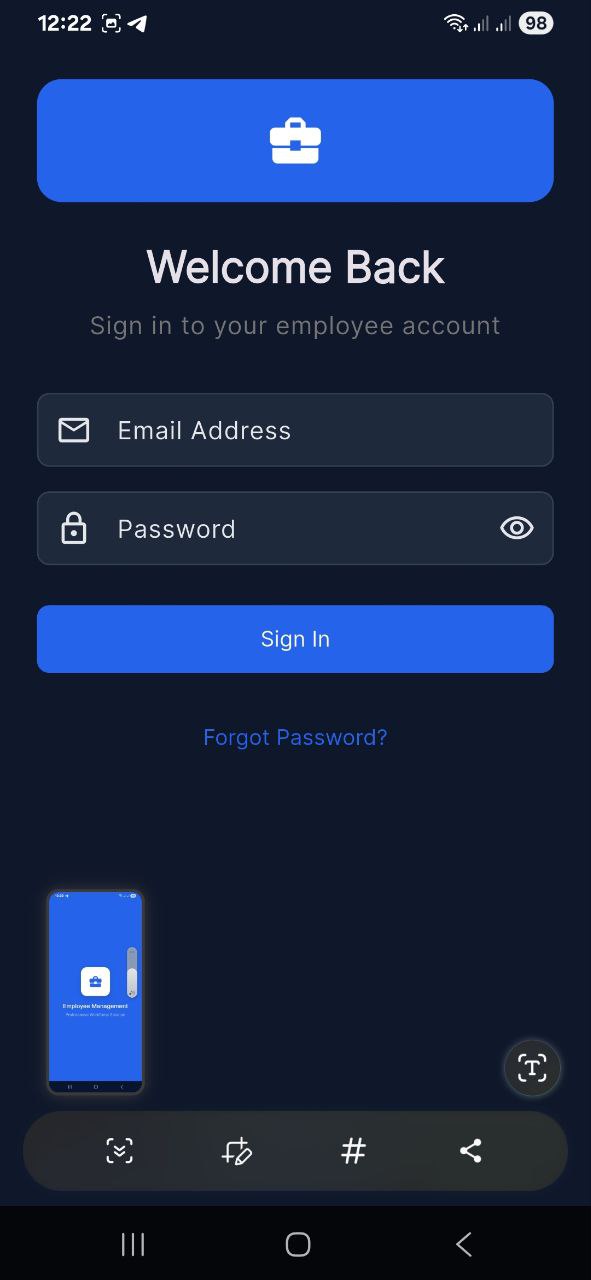 12:22
98
Welcome Back
Sign in to your employee account
Email Address
Password
Sign In
Forgot Password?
Employee Management